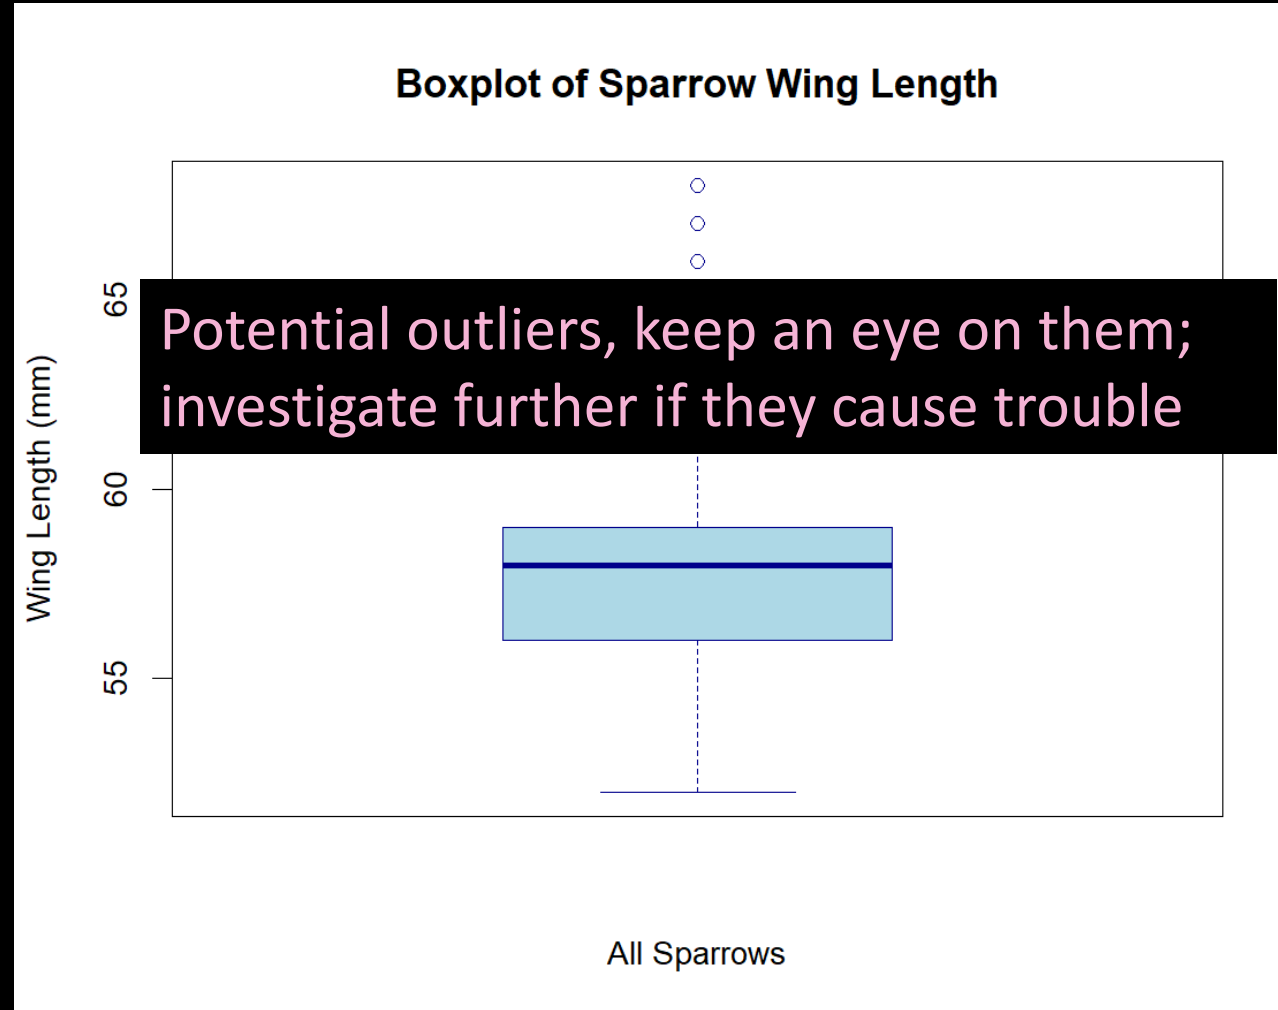 Boxplot of Sparrow Wing Length
65
Potential outliers, keep an eye on them;
investigate further if they cause trouble
Wing Length (mm)
60
55
All Sparrows